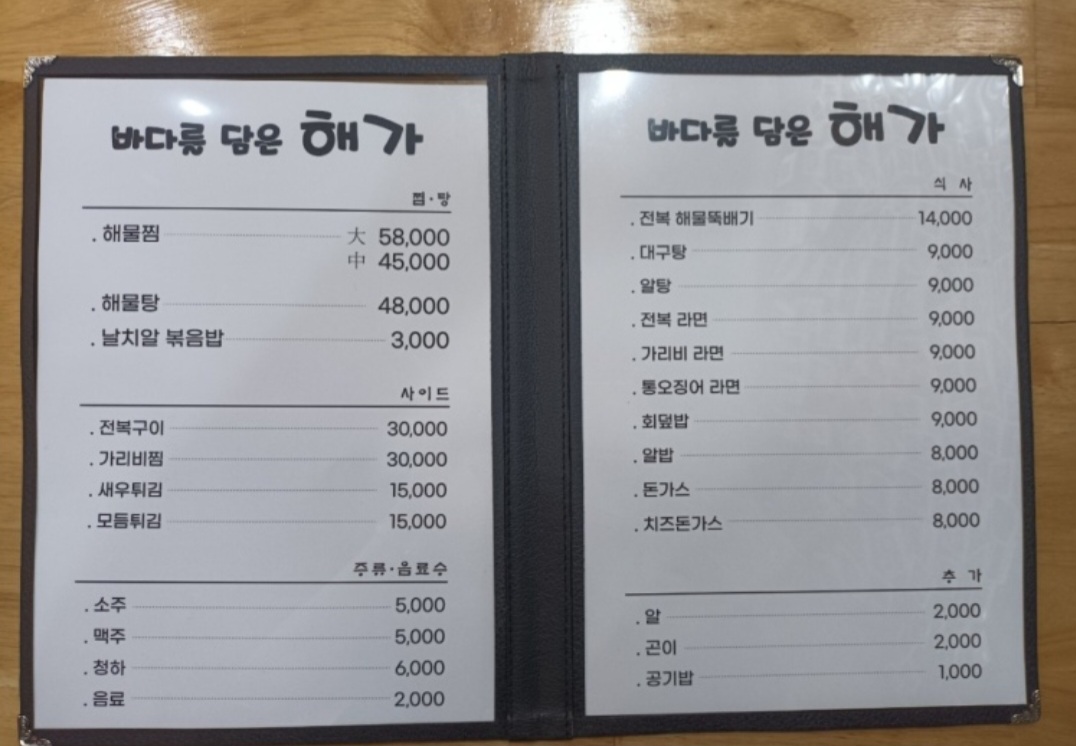 바다를 담은 해가
찜·탕
. 해물찜 大 58,000
中 45,000
. 해물탕 48,000
. 날치알 볶음밥 3,000
사이드
. 전복구이 30,000
. 가리비찜 30,000
. 새우튀김 15,000
. 모듬튀김 15,000
주류·음료수
. 소주 5,000
. 맥주 5,000
. 청하 6,000
. 음료 2,000
바다를 담은 해가
식 사
. 전복 해물뚝배기 14,000
. 대구탕 9,000
. 알탕 9,000
. 전복 라면 9,000
. 가리비 라면 9,000
. 통오징어 라면 9,000
. 회덮밥 9,000
. 알밥 8,000
. 돈가스 8,000
. 치즈돈가스 8,000
추 가
. 알 2,000
. 곤이 2,000
. 공기밥 1,000